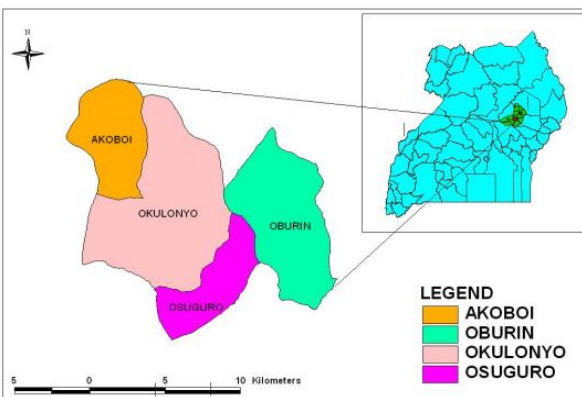 N
AKOBOI
OKULONYO
OBURIN
OSUGURO
LEGEND
AKOBOI
OBURIN
OKULONYO
OSUGURO
5 0 5 10 Kilometers